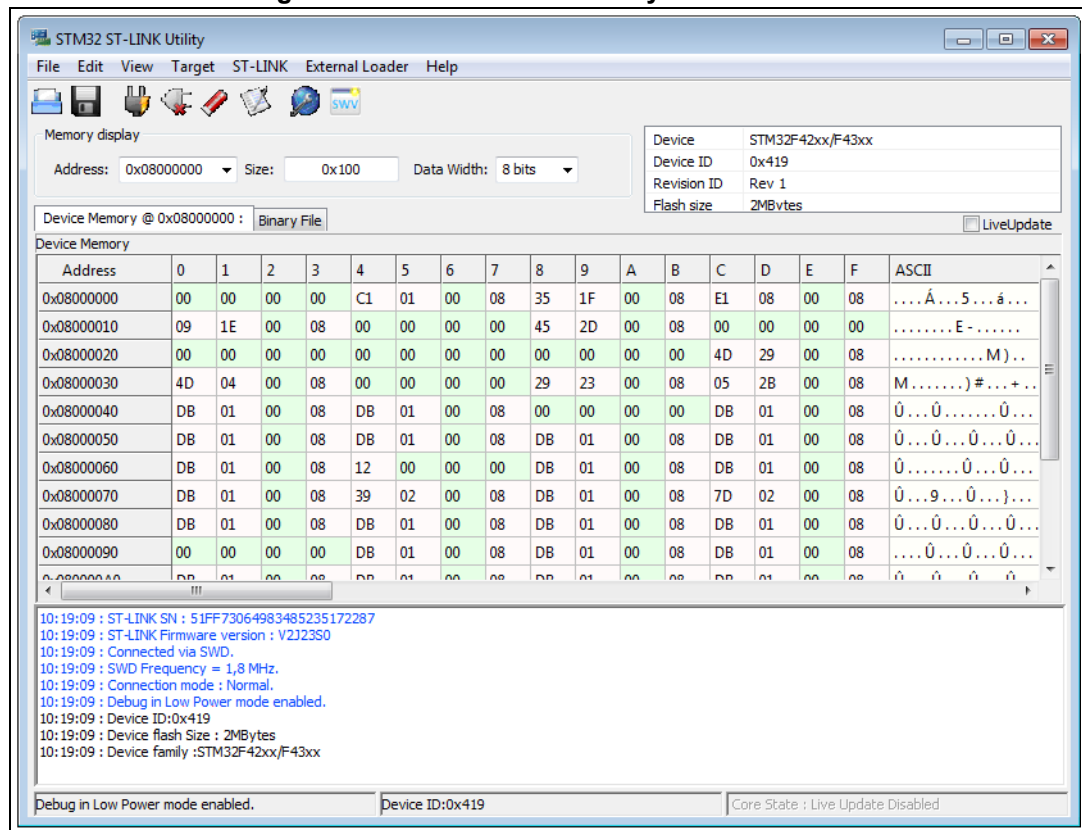 STM32 ST-LINK Utility
File Edit View Target ST-LINK External Loader Help
SWV
Memory display
Address: 0x08000000 Size: 0x100 Data Width: 8 bits
Device STM32F42xx/F43xx
Device ID 0x419
Revision ID Rev 1
Flash size 2MBytes
LiveUpdate
Device Memory @ 0x08000000 : Binary File
Device Memory
Address 0 1 2 3 4 5 6 7 8 9 A B C D E F ASCII
0x08000000 00 00 00 00 C1 01 00 08 35 1F 00 08 E1 08 00 08 ....Á...5...á...
0x08000010 09 1E 00 08 00 00 00 00 45 2D 00 08 00 00 00 00 ........E-......
0x08000020 00 00 00 00 00 00 00 00 00 00 00 00 4D 29 00 08 ............M)..
0x08000030 4D 04 00 08 00 00 00 00 29 23 00 08 05 2B 00 08 M.......)#...+..
0x08000040 DB 01 00 08 DB 01 00 08 00 00 00 00 DB 01 00 08 Û...Û.......Û...
0x08000050 DB 01 00 08 DB 01 00 08 DB 01 00 08 DB 01 00 08 Û...Û...Û...Û...
0x08000060 DB 01 00 08 12 00 00 00 DB 01 00 08 DB 01 00 08 Û.......Û...Û...
0x08000070 DB 01 00 08 39 02 00 08 DB 01 00 08 7D 02 00 08 Û...9...Û...}...
0x08000080 DB 01 00 08 DB 01 00 08 DB 01 00 08 DB 01 00 08 Û...Û...Û...Û...
0x08000090 00 00 00 00 DB 01 00 08 DB 01 00 08 DB 01 00 08 ....Û...Û...Û...
10:19:09 : ST-LINK SN : 51FF73064983485235172287
10:19:09 : ST-LINK Firmware version : V2J23S0
10:19:09 : Connected via SWD.
10:19:09 : SWD Frequency = 1,8 MHz.
10:19:09 : Connection mode : Normal.
10:19:09 : Debug in Low Power mode enabled.
10:19:09 : Device ID:0x419
10:19:09 : Device flash Size : 2MBytes
10:19:09 : Device family :STM32F42xx/F43xx
Debug in Low Power mode enabled. Device ID:0x419 Core State : Live Update Disabled